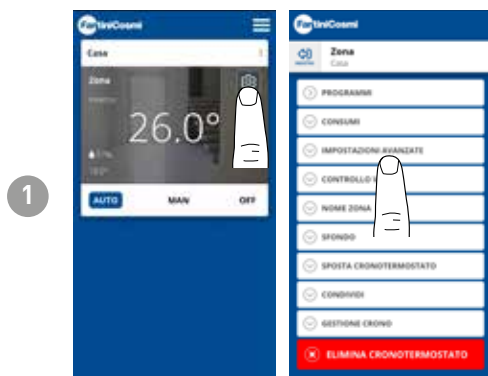 1
FantiniCosmi
Casa
1
Zona
26.0°
AUTO MAN OFF
FantiniCosmi
Zona
Casa
PROGRAMMI
CONSUMI
IMPOSTAZIONI AVANZATE
CONTROLLO
NOME ZONA
SFONDO
SPOSTA CRONOTERMOSTATO
CONDIVIDI
GESTIONE CRONO
ELIMINA CRONOTERMOSTATO